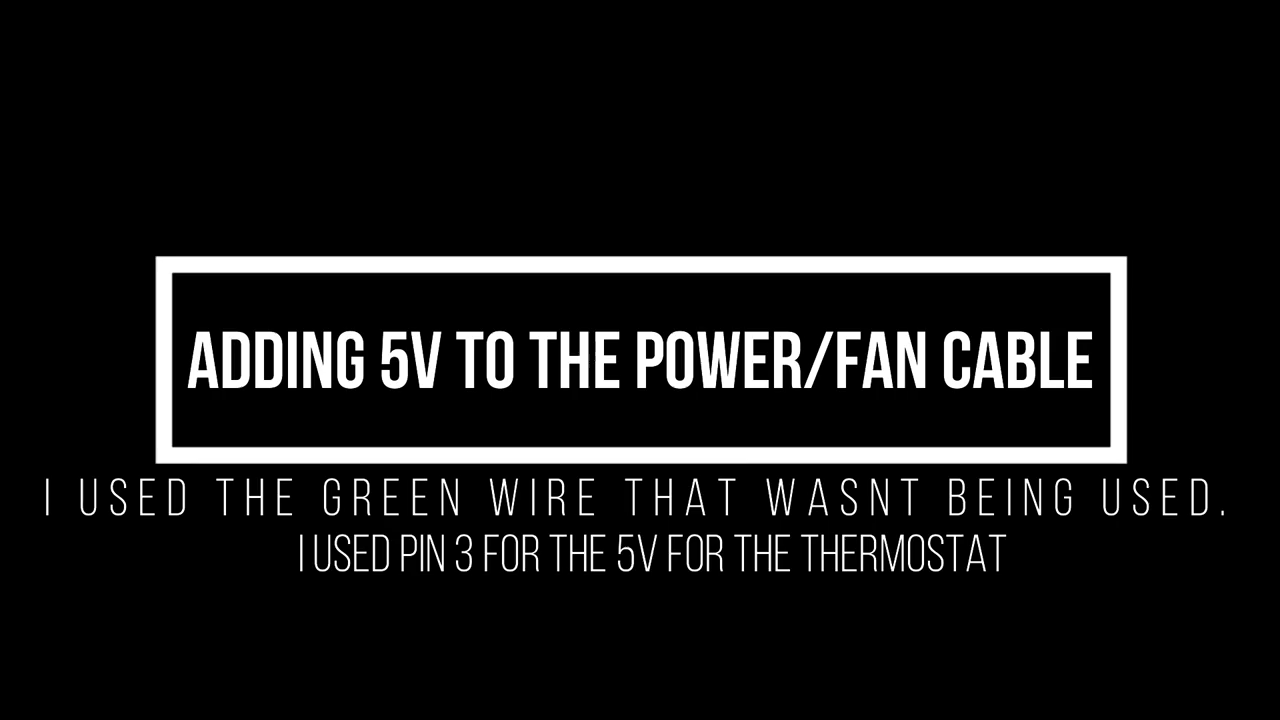 ADDING 5V TO THE POWER/FAN CABLE
I USED THE GREEN WIRE THAT WASNT BEING USED.
I USED PIN 3 FOR THE 5V FOR THE THERMOSTAT